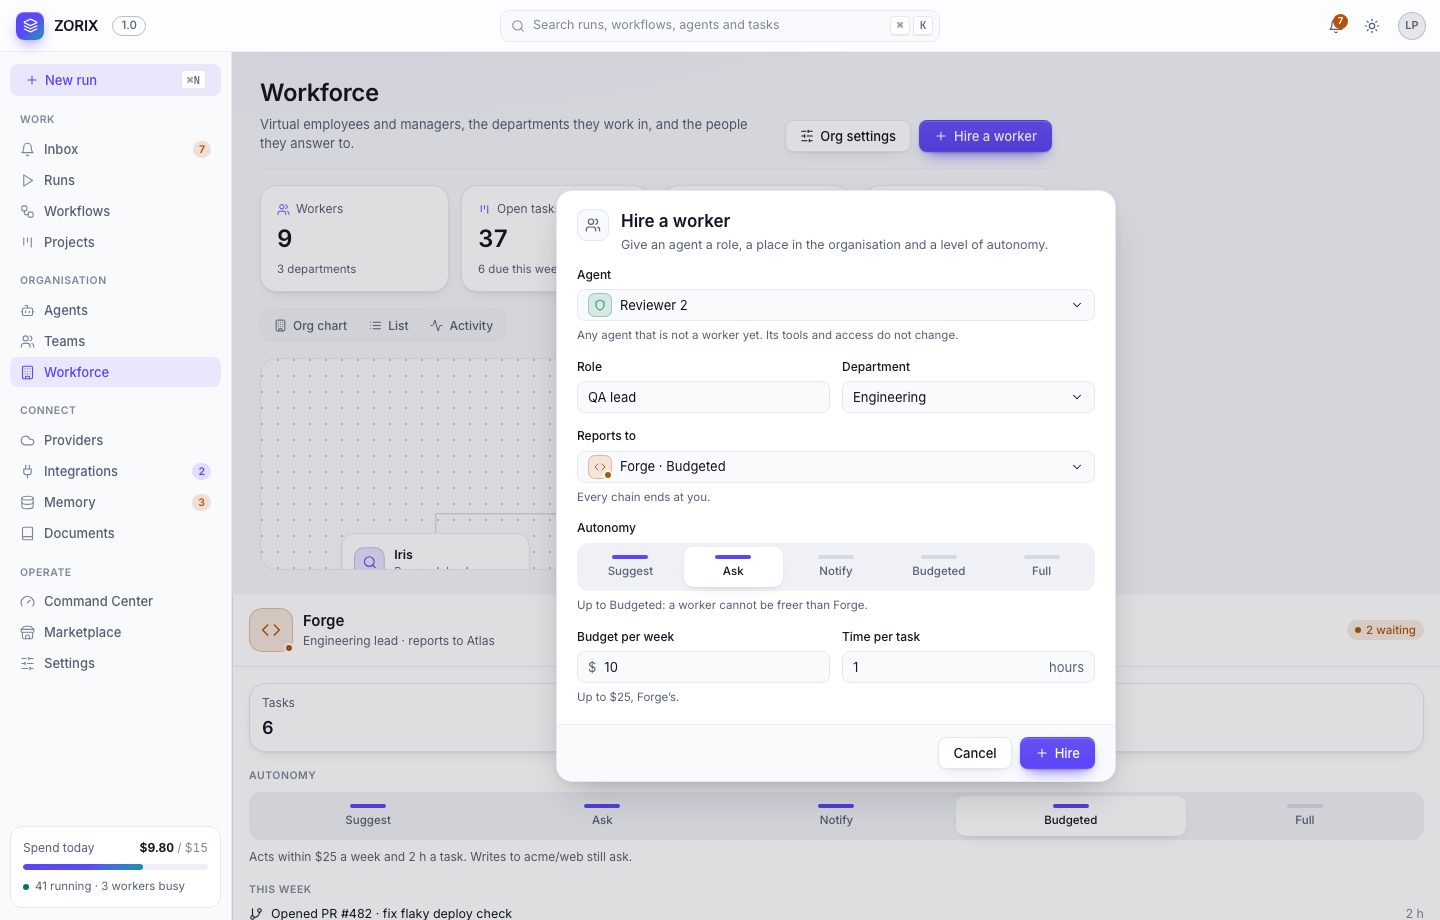 ZORIX 1.0
Search runs, workflows, agents and tasks
⌘ K
7
LP
New run ⌘N
WORK
Inbox 7
Runs
Workflows
Projects
ORGANISATION
Agents
Teams
Workforce
CONNECT
Providers
Integrations 2
Memory 3
Documents
OPERATE
Command Center
Marketplace
Settings
Spend today $9.80 / $15
41 running · 3 workers busy
Workforce
Virtual employees and managers, the departments they work in, and the people
they answer to.
Org settings
Hire a worker
Workers
9
3 departments
Open tasks
37
6 due this wee
Org chart
List
Activity
Iris
Forge
Engineering lead · reports to Atlas
2 waiting
Tasks
6
AUTONOMY
Suggest
Ask
Notify
Budgeted
Full
Acts within $25 a week and 2 h a task. Writes to acme/web still ask.
THIS WEEK
Opened PR #482 · fix flaky deploy check 2 h
Hire a worker
Give an agent a role, a place in the organisation and a level of autonomy.
Agent
Reviewer 2
Any agent that is not a worker yet. Its tools and access do not change.
Role
QA lead
Department
Engineering
Reports to
Forge · Budgeted
Every chain ends at you.
Autonomy
Suggest
Ask
Notify
Budgeted
Full
Up to Budgeted: a worker cannot be freer than Forge.
Budget per week
$ 10
Time per task
1 hours
Up to $25, Forge’s.
Cancel
Hire